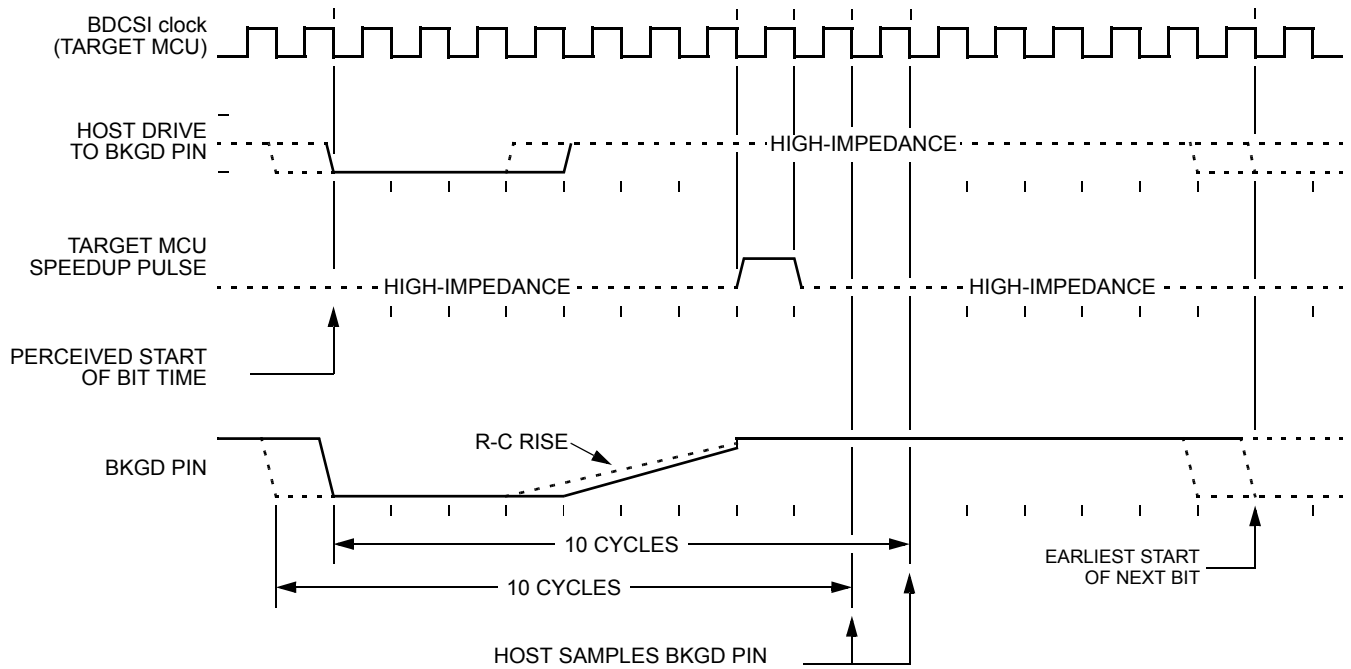 BDCSI clock
(TARGET MCU)
HOST DRIVE
TO BKGD PIN
HIGH-IMPEDANCE
TARGET MCU
SPEEDUP PULSE
HIGH-IMPEDANCE
HIGH-IMPEDANCE
PERCEIVED START
OF BIT TIME
R-C RISE
BKGD PIN
10 CYCLES
EARLIEST START
OF NEXT BIT
10 CYCLES
HOST SAMPLES BKGD PIN